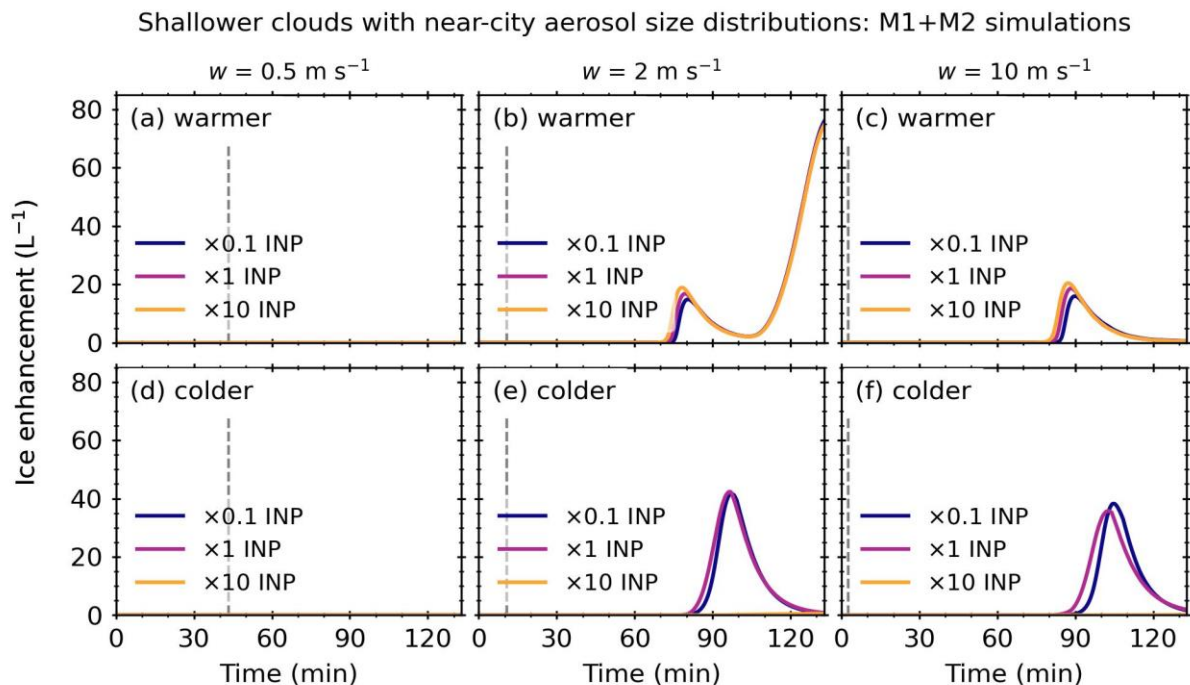 Shallower clouds with near-city aerosol size distributions: M1+M2 simulations
w = 0.5 m s⁻¹ w = 2 m s⁻¹ w = 10 m s⁻¹
Ice enhancement (L⁻¹)
80
60
40
20
0
(a) warmer
×0.1 INP
×1 INP
×10 INP
(b) warmer
×0.1 INP
×1 INP
×10 INP
(c) warmer
×0.1 INP
×1 INP
×10 INP
80
60
40
20
0
(d) colder
×0.1 INP
×1 INP
×10 INP
(e) colder
×0.1 INP
×1 INP
×10 INP
(f) colder
×0.1 INP
×1 INP
×10 INP
0 30 60 90 120 0 30 60 90 120 0 30 60 90 120
Time (min) Time (min) Time (min)